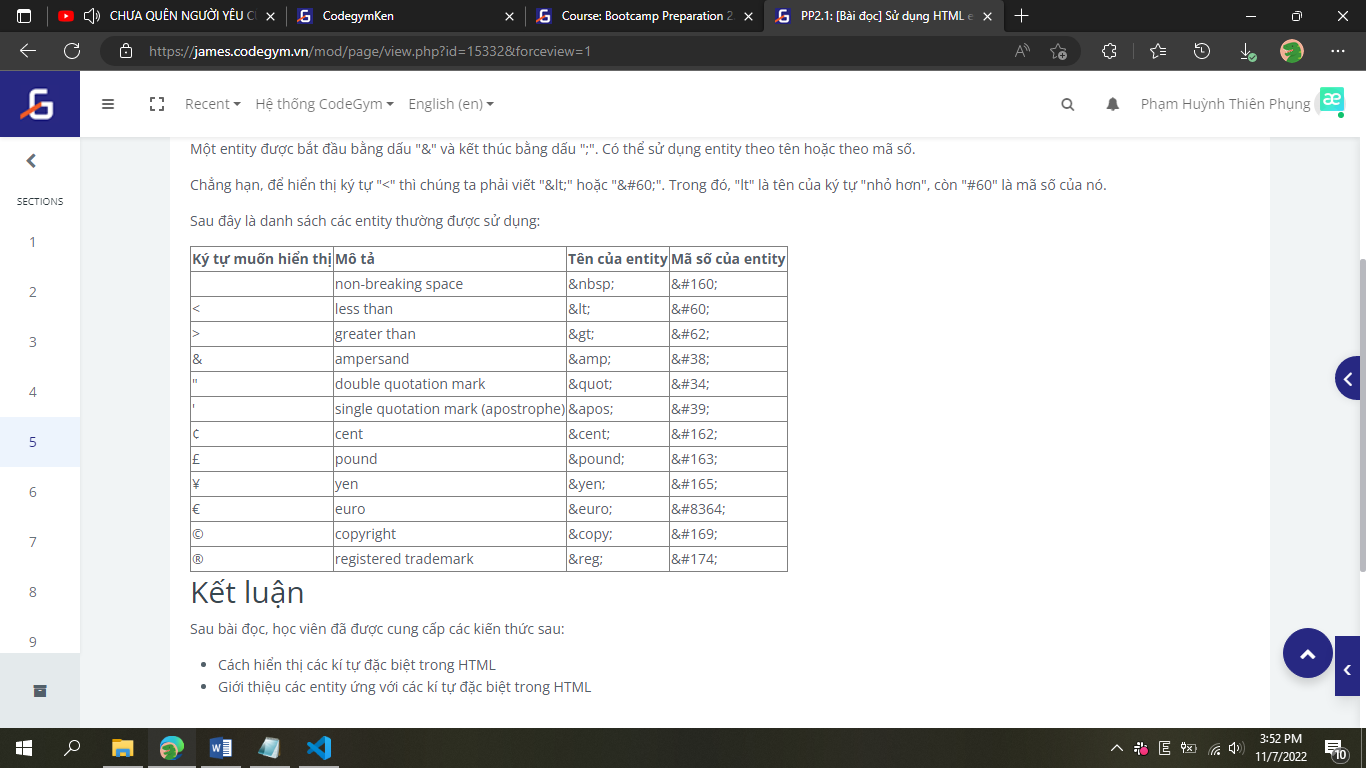 CHƯA QUÊN NGƯỜI YÊU C
CodegymKen
Course: Bootcamp Preparation 2
PP2.1: [Bài đọc] Sử dụng HTML e
https://james.codegym.vn/mod/page/view.php?id=15332&forceview=1
Recent
Hệ thống CodeGym
English (en)
Phạm Huỳnh Thiên Phụng
æ
SECTIONS
1
2
3
4
5
6
7
8
9
Một entity được bắt đầu bằng dấu "&" và kết thúc bằng dấu ";". Có thể sử dụng entity theo tên hoặc theo mã số.
Chẳng hạn, để hiển thị ký tự "<" thì chúng ta phải viết "&lt;" hoặc "&#60;". Trong đó, "lt" là tên của ký tự "nhỏ hơn", còn "#60" là mã số của nó.
Sau đây là danh sách các entity thường được sử dụng:
Ký tự muốn hiển thị Mô tả Tên của entity Mã số của entity
non-breaking space &nbsp; &#160;
< less than &lt; &#60;
> greater than &gt; &#62;
& ampersand &amp; &#38;
" double quotation mark &quot; &#34;
' single quotation mark (apostrophe) &apos; &#39;
¢ cent &cent; &#162;
£ pound &pound; &#163;
¥ yen &yen; &#165;
€ euro &euro; &#8364;
© copyright &copy; &#169;
® registered trademark &reg; &#174;
Kết luận
Sau bài đọc, học viên đã được cung cấp các kiến thức sau:
Cách hiển thị các kí tự đặc biệt trong HTML
Giới thiệu các entity ứng với các kí tự đặc biệt trong HTML
3:52 PM
11/7/2022
10